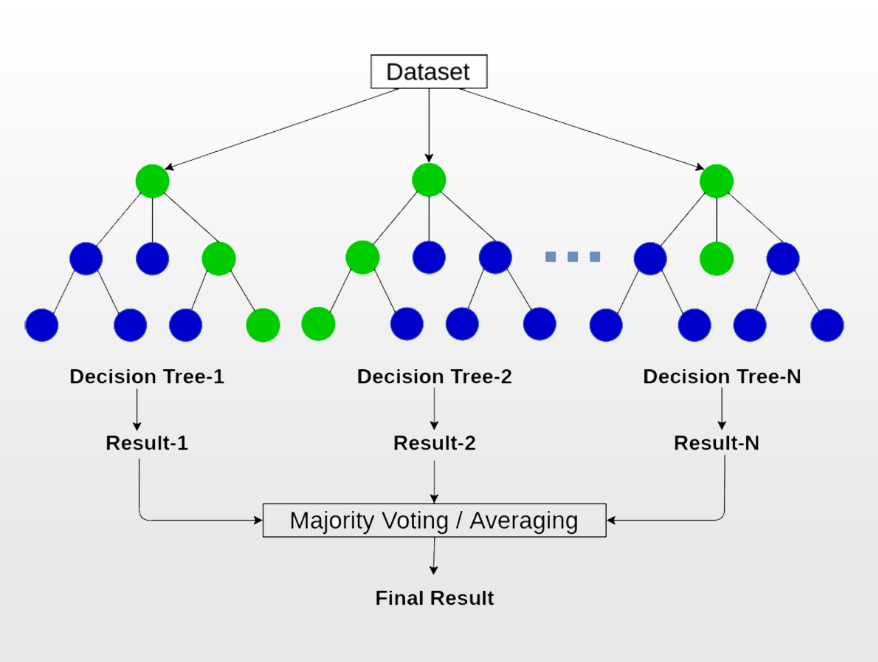 Dataset
Decision Tree-1
Decision Tree-2
Decision Tree-N
Result-1
Result-2
Result-N
Majority Voting / Averaging
Final Result